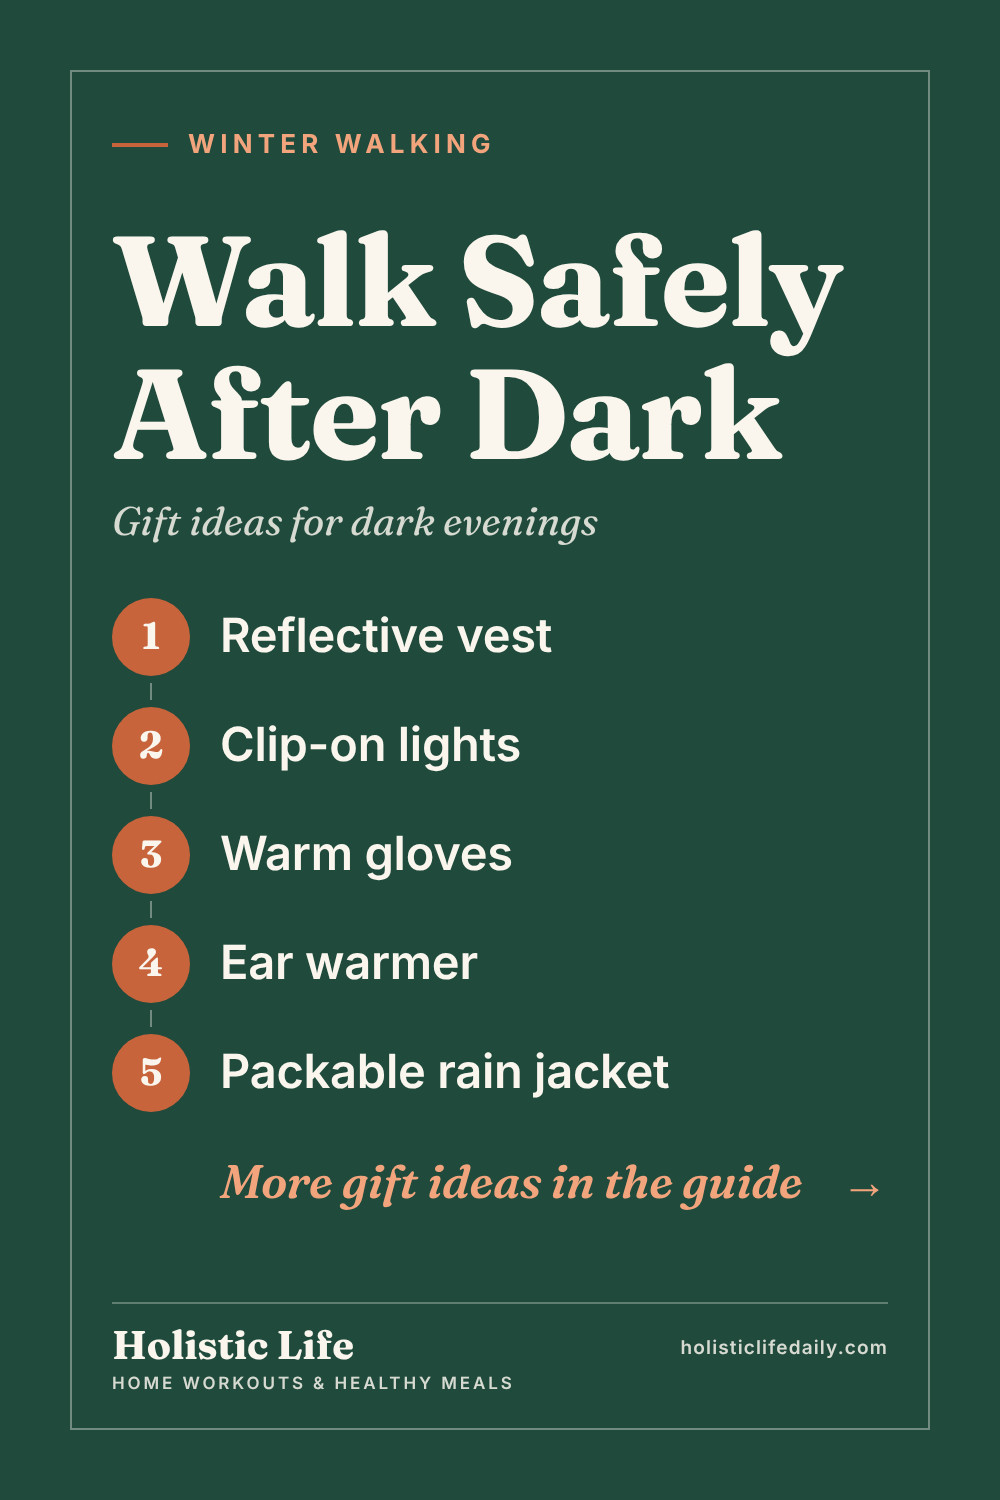 WINTER WALKING
Walk Safely
After Dark
Gift ideas for dark evenings
1 Reflective vest
2 Clip-on lights
3 Warm gloves
4 Ear warmer
5 Packable rain jacket
More gift ideas in the guide →
Holistic Life
holisticlifedaily.com
HOME WORKOUTS & HEALTHY MEALS